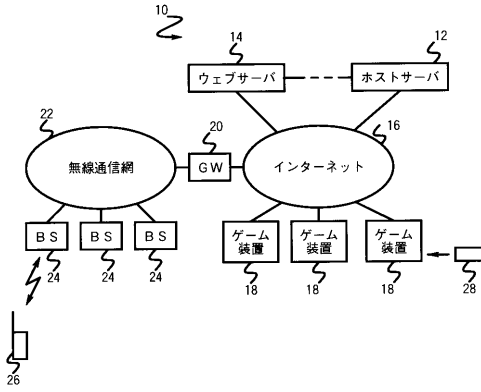 10
14
12
ウェブサーバ
ホストサーバ
22
20
16
無線通信網
GW
インターネット
BS
BS
BS
ゲーム
装置
ゲーム
装置
ゲーム
装置
24
24
24
18
18
18
28
26